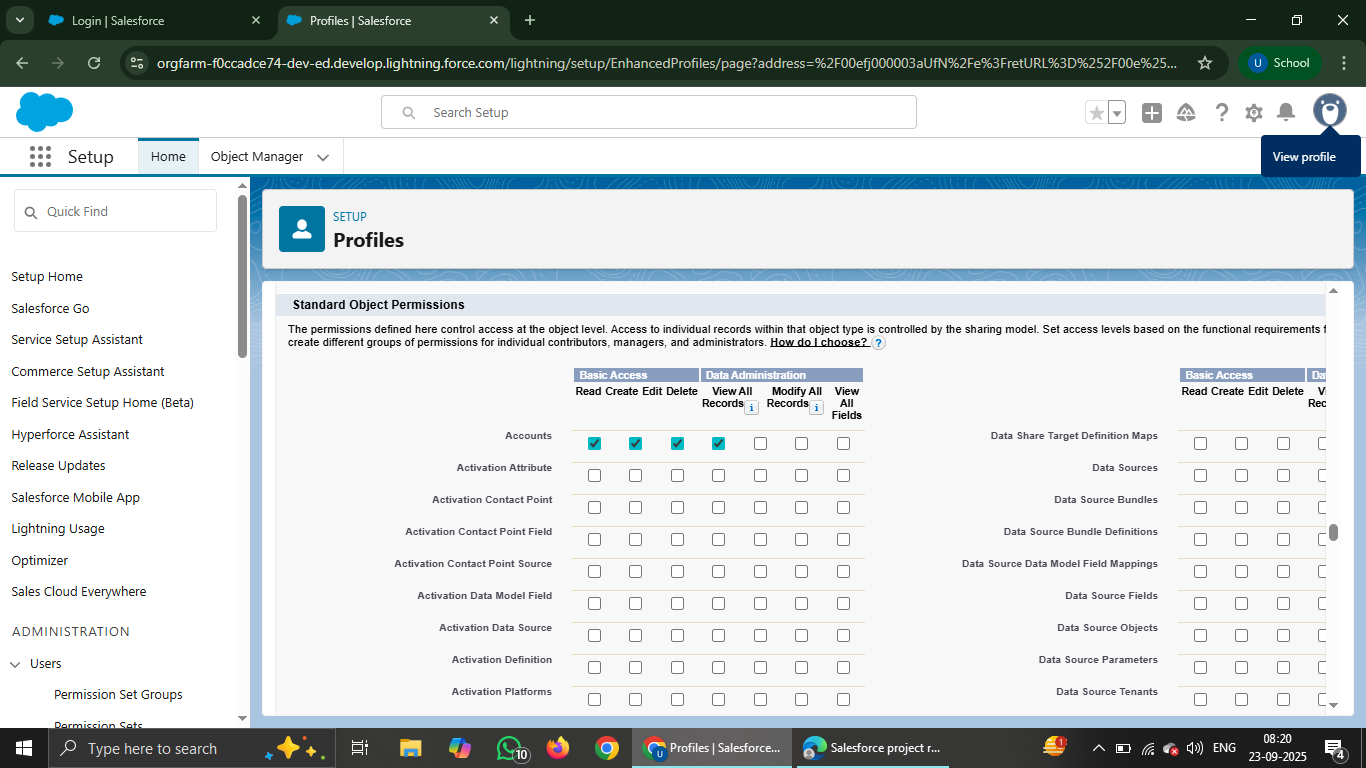 Login | Salesforce
Profiles | Salesforce
orgfarm-f0ccadce74-dev-ed.develop.lightning.force.com/lightning/setup/EnhancedProfiles/page?address=%2F00efj000003aUfN%2Fe%3FretURL%3D%252F00e%25...
U School
Search Setup
Setup
Home
Object Manager
View profile
Quick Find
Setup Home
Salesforce Go
Service Setup Assistant
Commerce Setup Assistant
Field Service Setup Home (Beta)
Hyperforce Assistant
Release Updates
Salesforce Mobile App
Lightning Usage
Optimizer
Sales Cloud Everywhere
ADMINISTRATION
Users
Permission Set Groups
Permission Sets
SETUP
Profiles
Standard Object Permissions
The permissions defined here control access at the object level. Access to individual records within that object type is controlled by the sharing model. Set access levels based on the functional requirements f
create different groups of permissions for individual contributors, managers, and administrators. How do I choose? ?
Basic Access Data Administration
Read Create Edit Delete View All Records i Modify All Records i View All Fields
Accounts
Activation Attribute
Activation Contact Point
Activation Contact Point Field
Activation Contact Point Source
Activation Data Model Field
Activation Data Source
Activation Definition
Activation Platforms
Basic Access Da
Read Create Edit Delete V
Rec
Data Share Target Definition Maps
Data Sources
Data Source Bundles
Data Source Bundle Definitions
Data Source Data Model Field Mappings
Data Source Fields
Data Source Objects
Data Source Parameters
Data Source Tenants
Type here to search
10
U
Profiles | Salesforce...
Salesforce project r...
1
ENG
08:20
23-09-2025
4